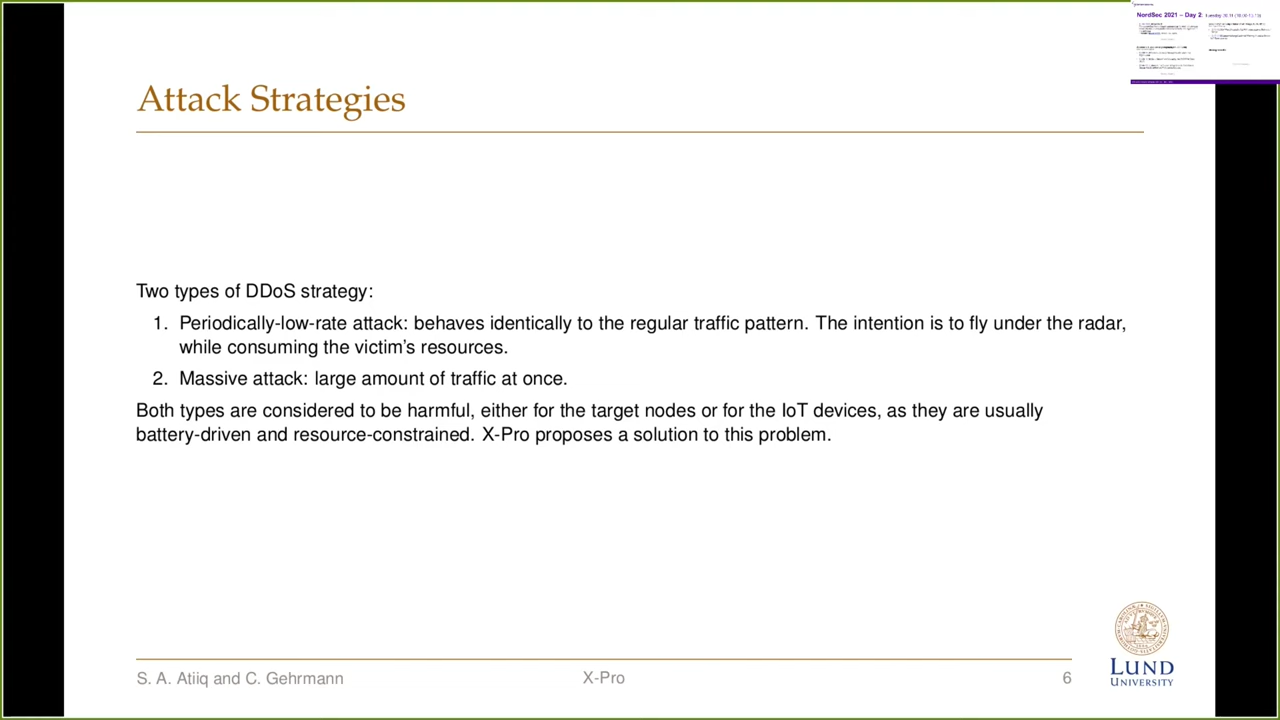 NordSec 2021 – Day 2
Attack Strategies
Two types of DDoS strategy:
1. Periodically-low-rate attack: behaves identically to the regular traffic pattern. The intention is to fly under the radar,
while consuming the victim's resources.
2. Massive attack: large amount of traffic at once.
Both types are considered to be harmful, either for the target nodes or for the IoT devices, as they are usually
battery-driven and resource-constrained. X-Pro proposes a solution to this problem.
S. A. Atiiq and C. Gehrmann
X-Pro
6
LUND
UNIVERSITY